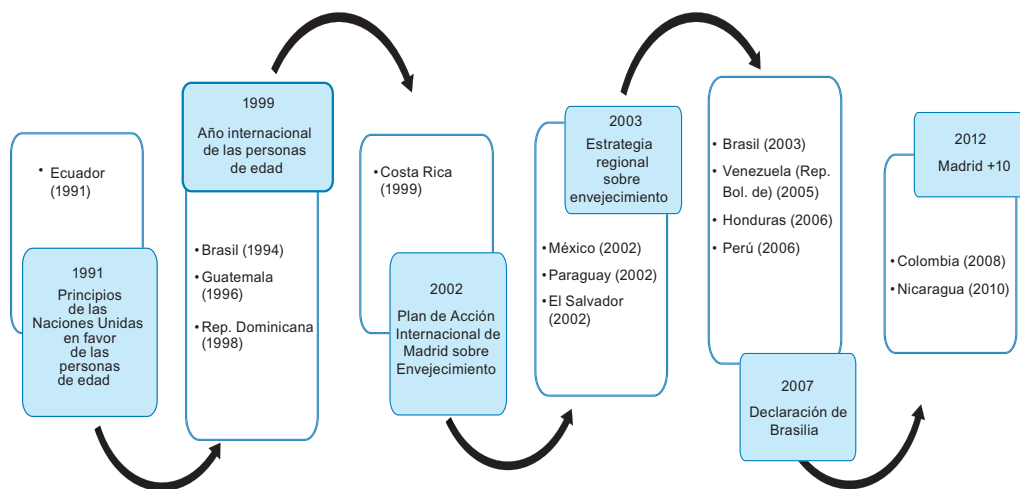 • Ecuador
(1991)
1991
Principios
de las
Naciones Unidas
en favor
de las
personas
de edad
1999
Año internacional
de las personas
de edad
• Brasil (1994)
• Guatemala
(1996)
• Rep. Dominicana
(1998)
• Costa Rica
(1999)
2002
Plan de Acción
Internacional de
Madrid sobre
Envejecimiento
2003
Estrategia
regional
sobre
envejecimiento
• México (2002)
• Paraguay (2002)
• El Salvador
(2002)
• Brasil (2003)
• Venezuela (Rep.
Bol. de) (2005)
• Honduras (2006)
• Perú (2006)
2007
Declaración de
Brasilia
2012
Madrid +10
• Colombia (2008)
• Nicaragua (2010)